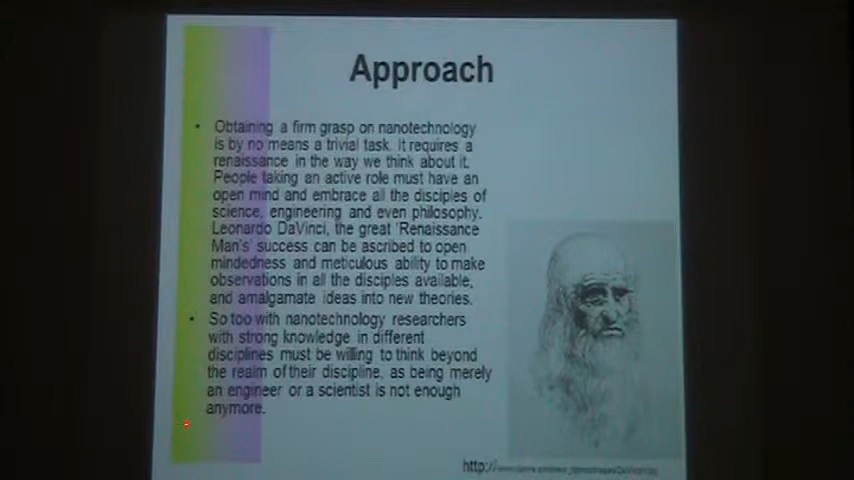 Approach
• Obtaining a firm grasp on nanotechnology
is by no means a trivial task. It requires a
renaissance in the way we think about it.
People taking an active role must have an
open mind and embrace all the disciples of
science, engineering and even philosophy.
Leonardo DaVinci, the great 'Renaissance
Man's' success can be ascribed to open
mindedness and meticulous ability to make
observations in all the disciples available,
and amalgamate ideas into new theories.
• So too with nanotechnology researchers
with strong knowledge in different
disciplines must be willing to think beyond
the realm of their discipline, as being merely
an engineer or a scientist is not enough
anymore.
http://